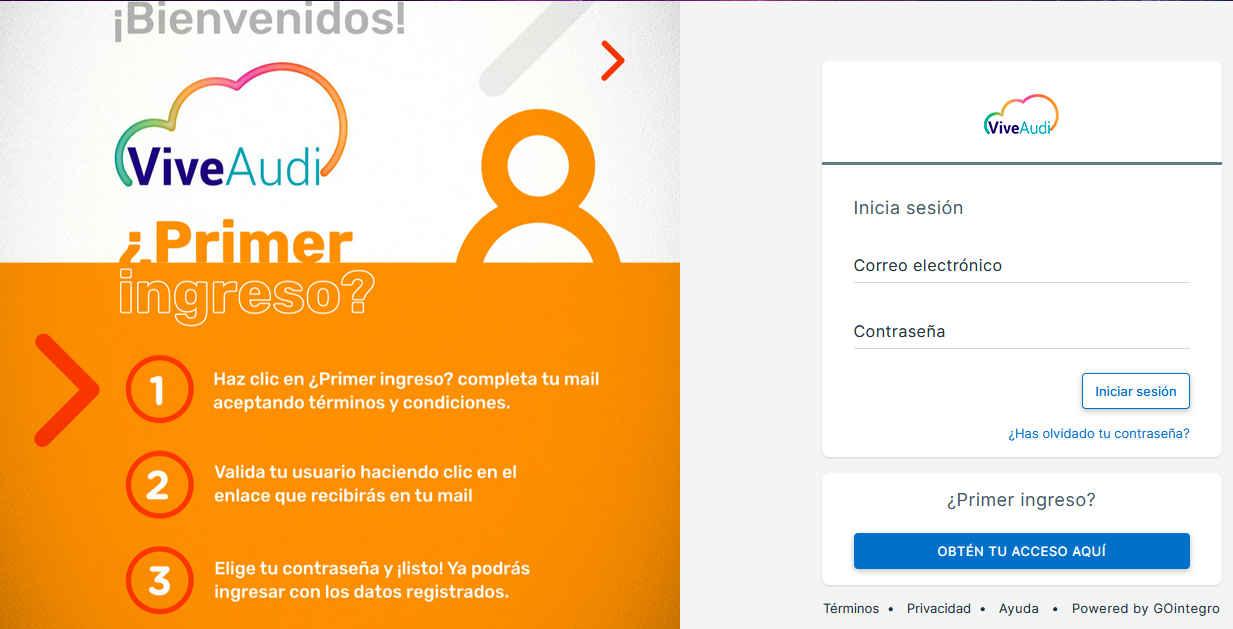 ¡Bienvenidos!
ViveAudi
¿Primer
ingreso?
1
Haz clic en ¿Primer ingreso? completa tu mail
aceptando términos y condiciones.
2
Valida tu usuario haciendo clic en el
enlace que recibirás en tu mail
3
Elige tu contraseña y ¡listo! Ya podrás
ingresar con los datos registrados.
ViveAudi
Inicia sesión
Correo electrónico
Contraseña
Iniciar sesión
¿Has olvidado tu contraseña?
¿Primer ingreso?
OBTÉN TU ACCESO AQUÍ
Términos • Privacidad • Ayuda • Powered by GOintegro